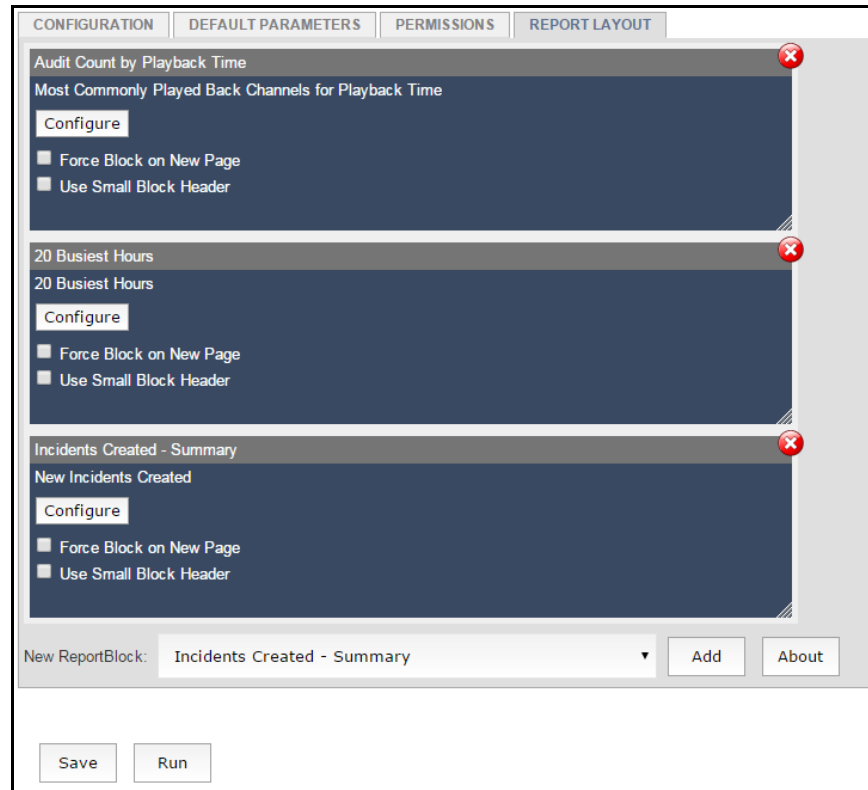 CONFIGURATION DEFAULT PARAMETERS PERMISSIONS REPORT LAYOUT
Audit Count by Playback Time
Most Commonly Played Back Channels for Playback Time
Configure
Force Block on New Page
Use Small Block Header
20 Busiest Hours
20 Busiest Hours
Configure
Force Block on New Page
Use Small Block Header
Incidents Created - Summary
New Incidents Created
Configure
Force Block on New Page
Use Small Block Header
New ReportBlock: Incidents Created - Summary Add About
Save Run